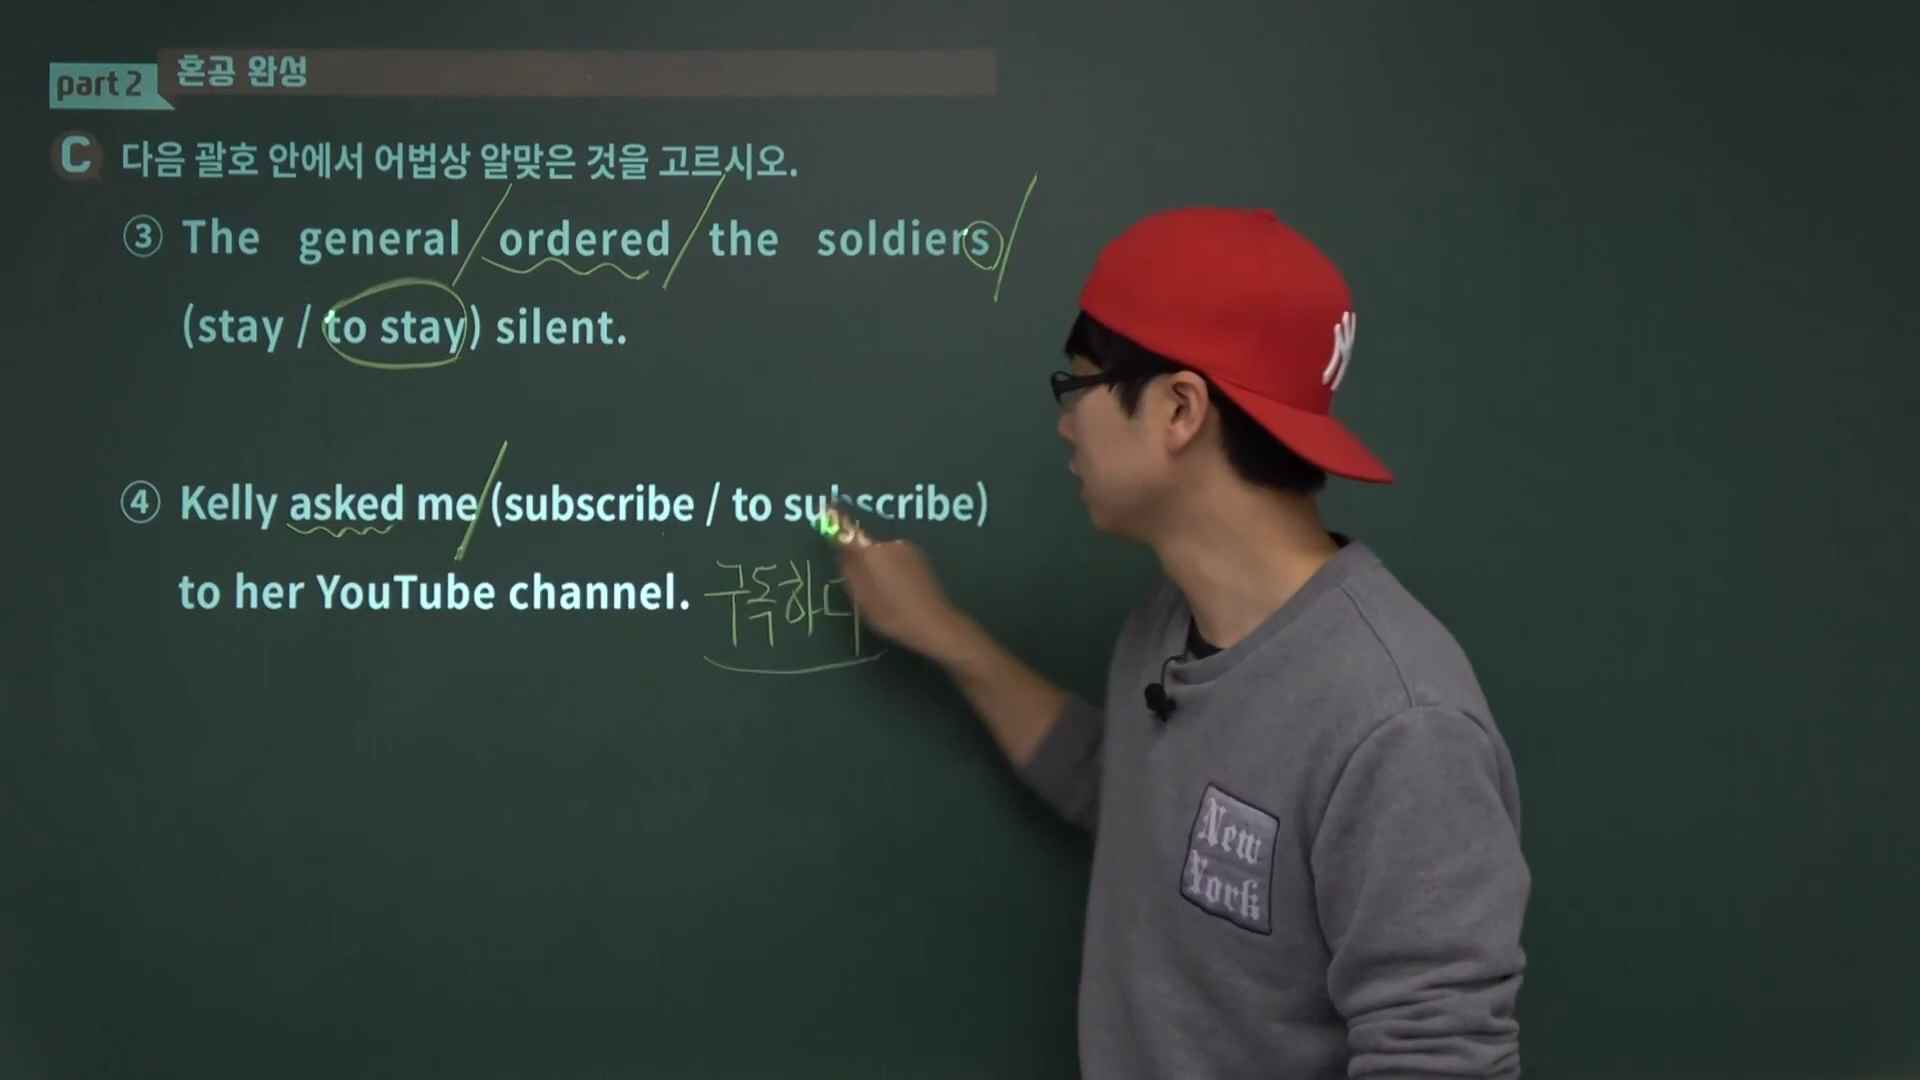 part 2 혼공 완성
C 다음 괄호 안에서 어법상 알맞은 것을 고르시오.
③ The general ordered the soldiers
(stay / to stay) silent.
④ Kelly asked me (subscribe / to subscribe)
to her YouTube channel. 구독하다
NY
New
York